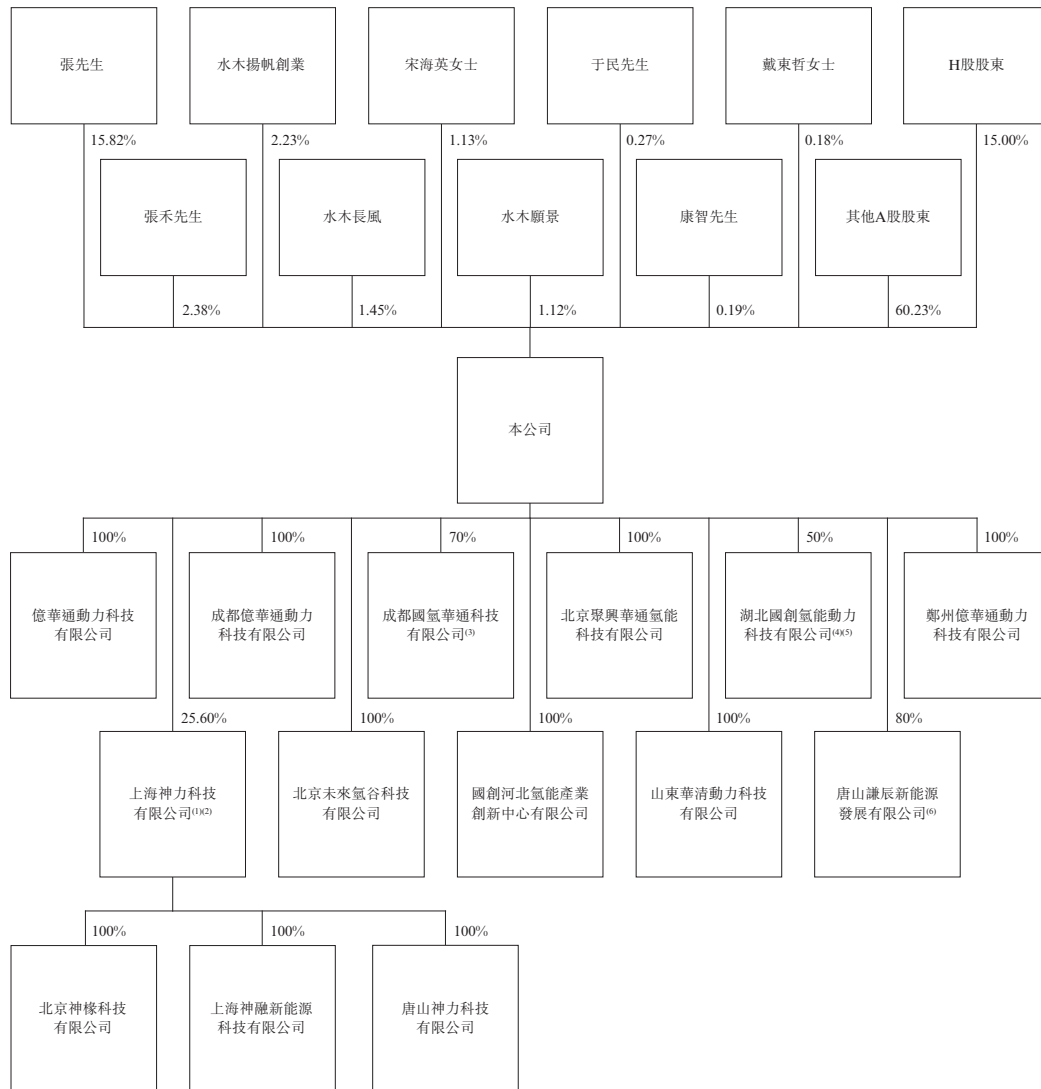 張先生
水木揚帆創業
宋海英女士
于民先生
戴東哲女士
H股股東
15.82%
2.23%
1.13%
0.27%
0.18%
15.00%
張禾先生
水木長風
水木願景
康智先生
其他A股股東
2.38%
1.45%
1.12%
0.19%
60.23%
本公司
100%
100%
70%
100%
50%
100%
億華通動力科技
有限公司
成都億華通動力
科技有限公司
成都國氫華通科技
有限公司(3)
北京聚興華通氫能
科技有限公司
湖北國創氫能動力
科技有限公司(4)(5)
鄭州億華通動力
科技有限公司
25.60%
100%
100%
100%
80%
上海神力科技
有限公司(1)(2)
北京未來氫谷科技
有限公司
國創河北氫能產業
創新中心有限公司
山東華清動力科技
有限公司
唐山謙辰新能源
發展有限公司(6)
100%
100%
100%
北京神椽科技
有限公司
上海神融新能源
科技有限公司
唐山神力科技
有限公司